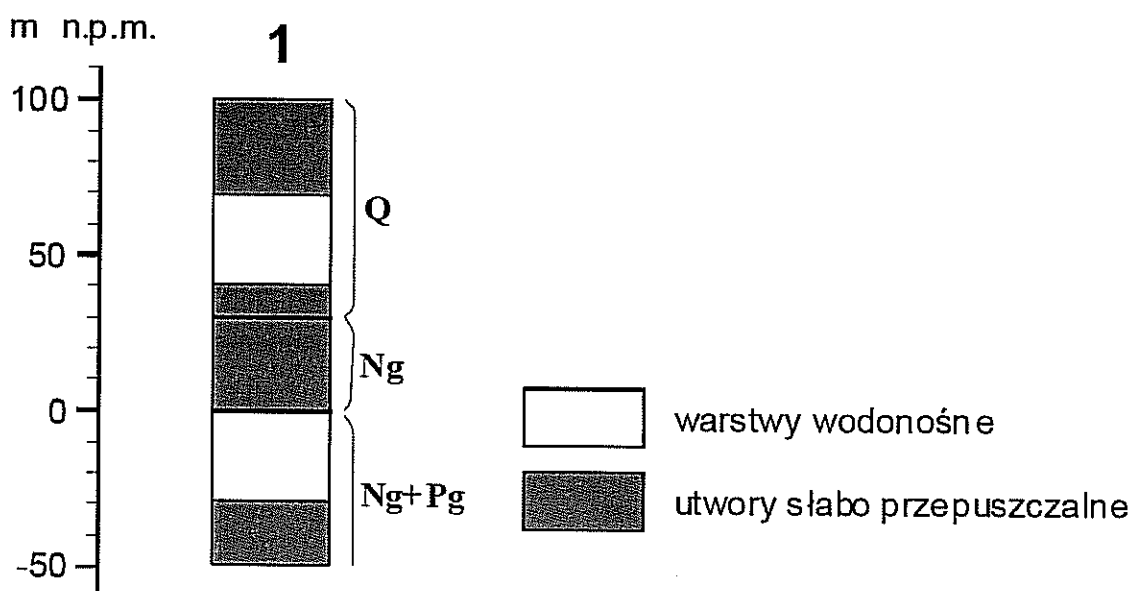 m n.p.m.
1
100
50
0
-50
Q
Ng
Ng+Pg
warstwy wodonośne
utwory słabo przepuszczalne